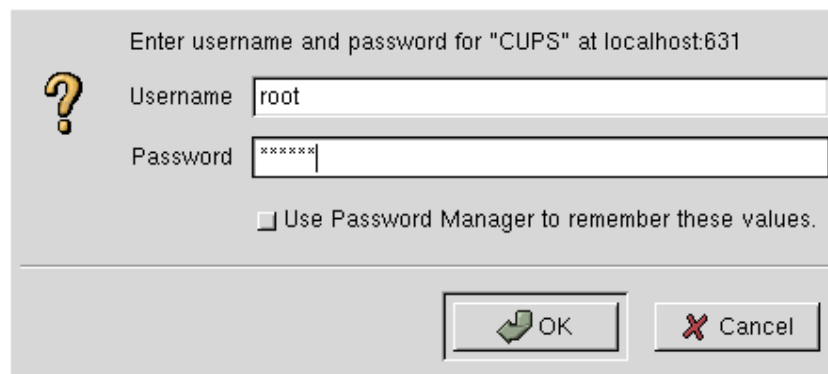 Enter username and password for "CUPS" at localhost:631
Username root
Password ******
Use Password Manager to remember these values.
OK Cancel